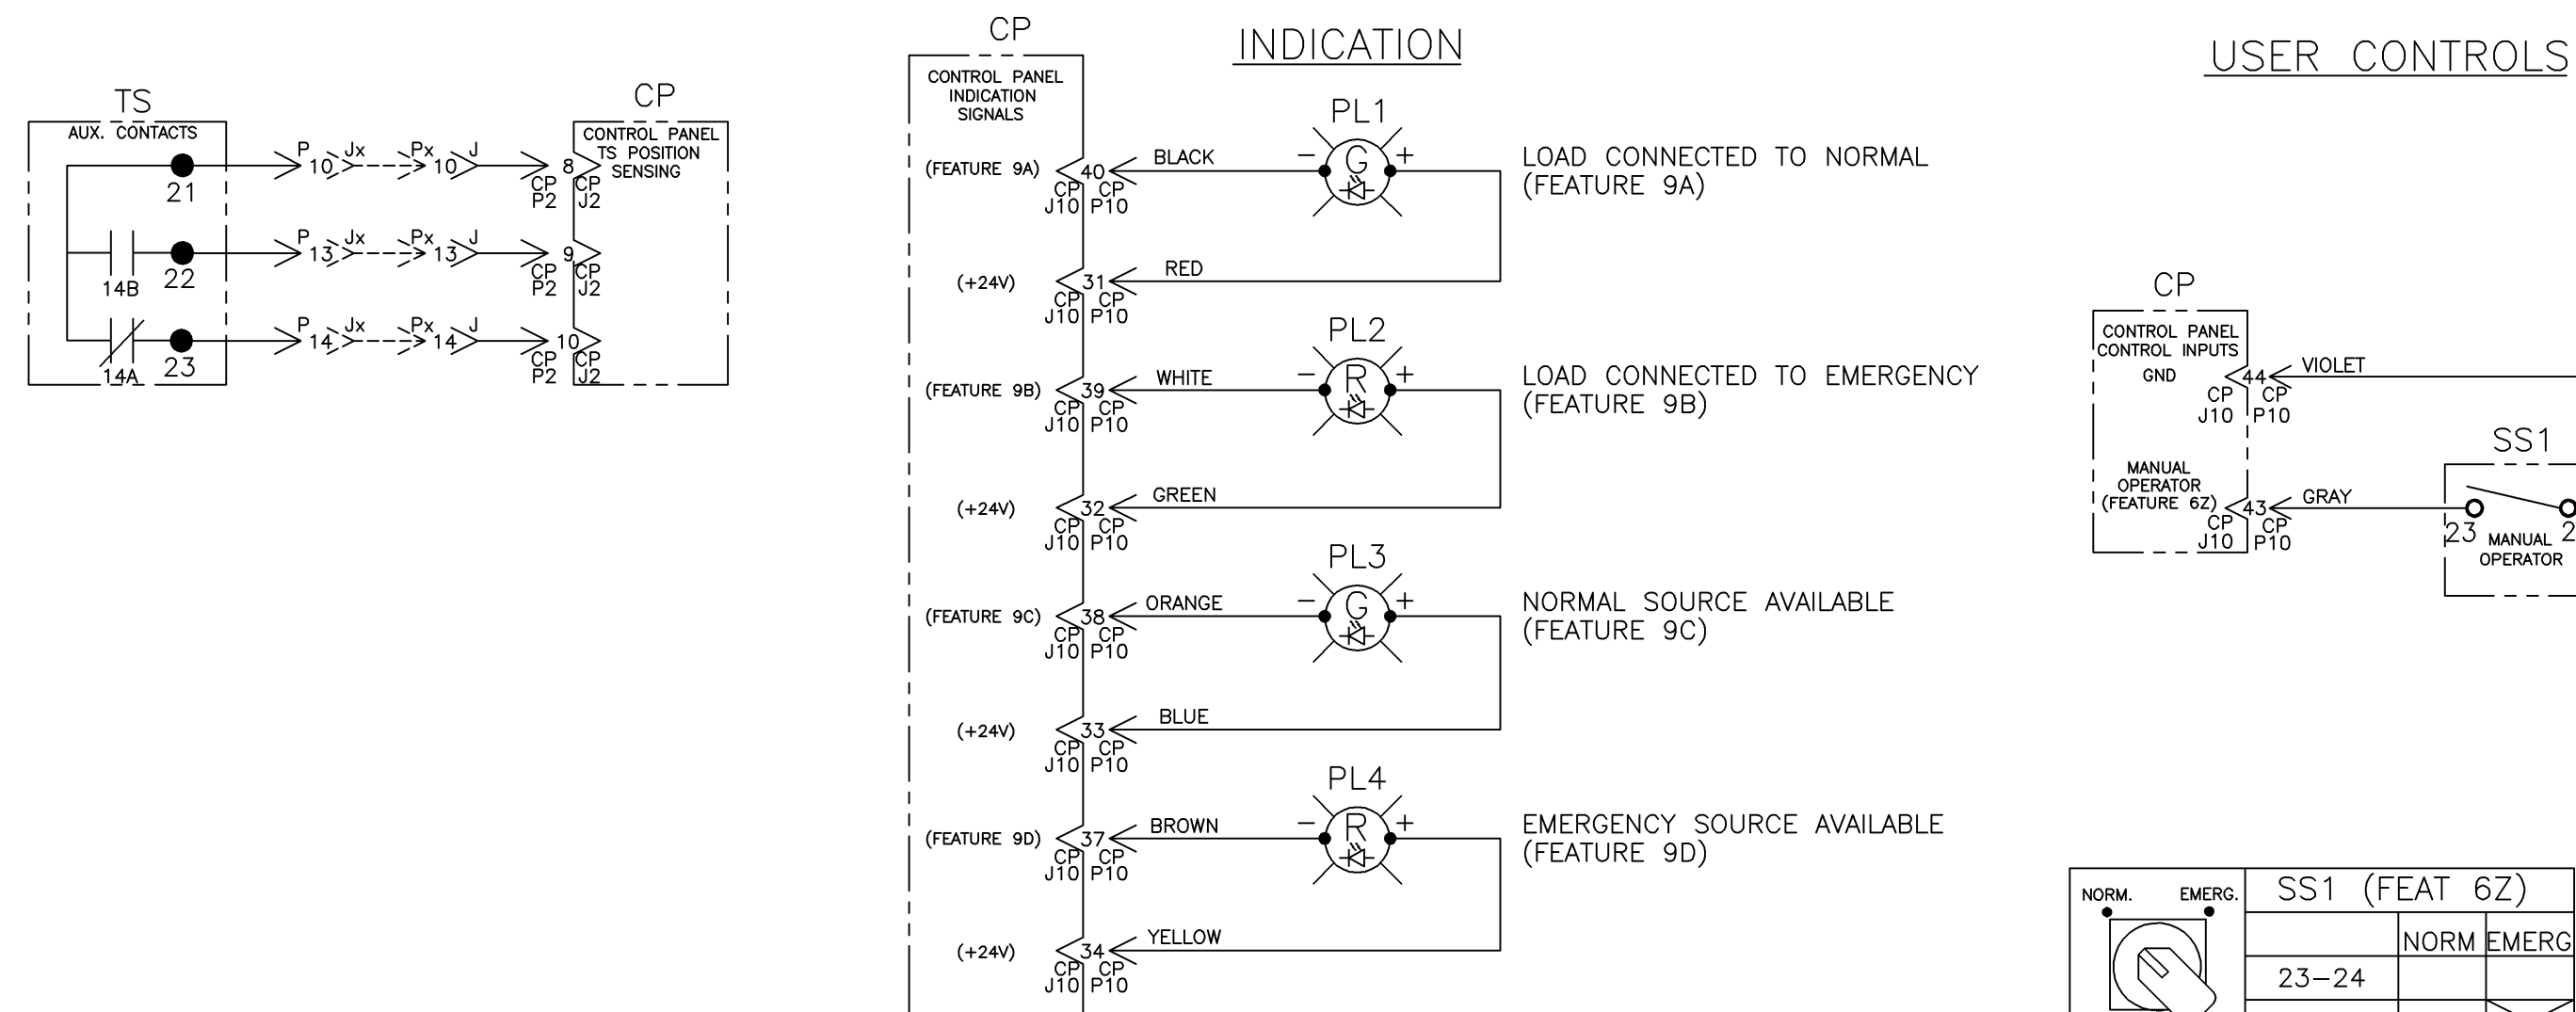 TS
AUX. CONTACTS
21
P
10
Jx
Px
10
J
8
CP CP
P2 J2
22
14B
P
13
Jx
Px
13
J
9
CP CP
P2 J2
23
14A
P
14
Jx
Px
14
J
10
CP CP
P2 J2
CP
CONTROL PANEL
TS POSITION
SENSING
CP
CONTROL PANEL
INDICATION
SIGNALS
INDICATION
PL1
(FEATURE 9A)
40
CP CP
J10 P10
BLACK
− G +
LOAD CONNECTED TO NORMAL
(FEATURE 9A)
(+24V)
31
CP CP
J10 P10
RED
PL2
(FEATURE 9B)
39
CP CP
J10 P10
WHITE
− R +
LOAD CONNECTED TO EMERGENCY
(FEATURE 9B)
(+24V)
32
CP CP
J10 P10
GREEN
PL3
(FEATURE 9C)
38
CP CP
J10 P10
ORANGE
− G +
NORMAL SOURCE AVAILABLE
(FEATURE 9C)
(+24V)
33
CP CP
J10 P10
BLUE
PL4
(FEATURE 9D)
37
CP CP
J10 P10
BROWN
− R +
EMERGENCY SOURCE AVAILABLE
(FEATURE 9D)
(+24V)
34
CP CP
J10 P10
YELLOW
USER CONTROLS
CP
CONTROL PANEL
CONTROL INPUTS
GND
44
CP CP
J10 P10
VIOLET
MANUAL
OPERATOR
(FEATURE 6Z)
43
CP CP
J10 P10
GRAY
SS1
23
2
MANUAL
OPERATOR
NORM. EMERG.
SS1 (FEAT 6Z)
NORM EMERG
23-24